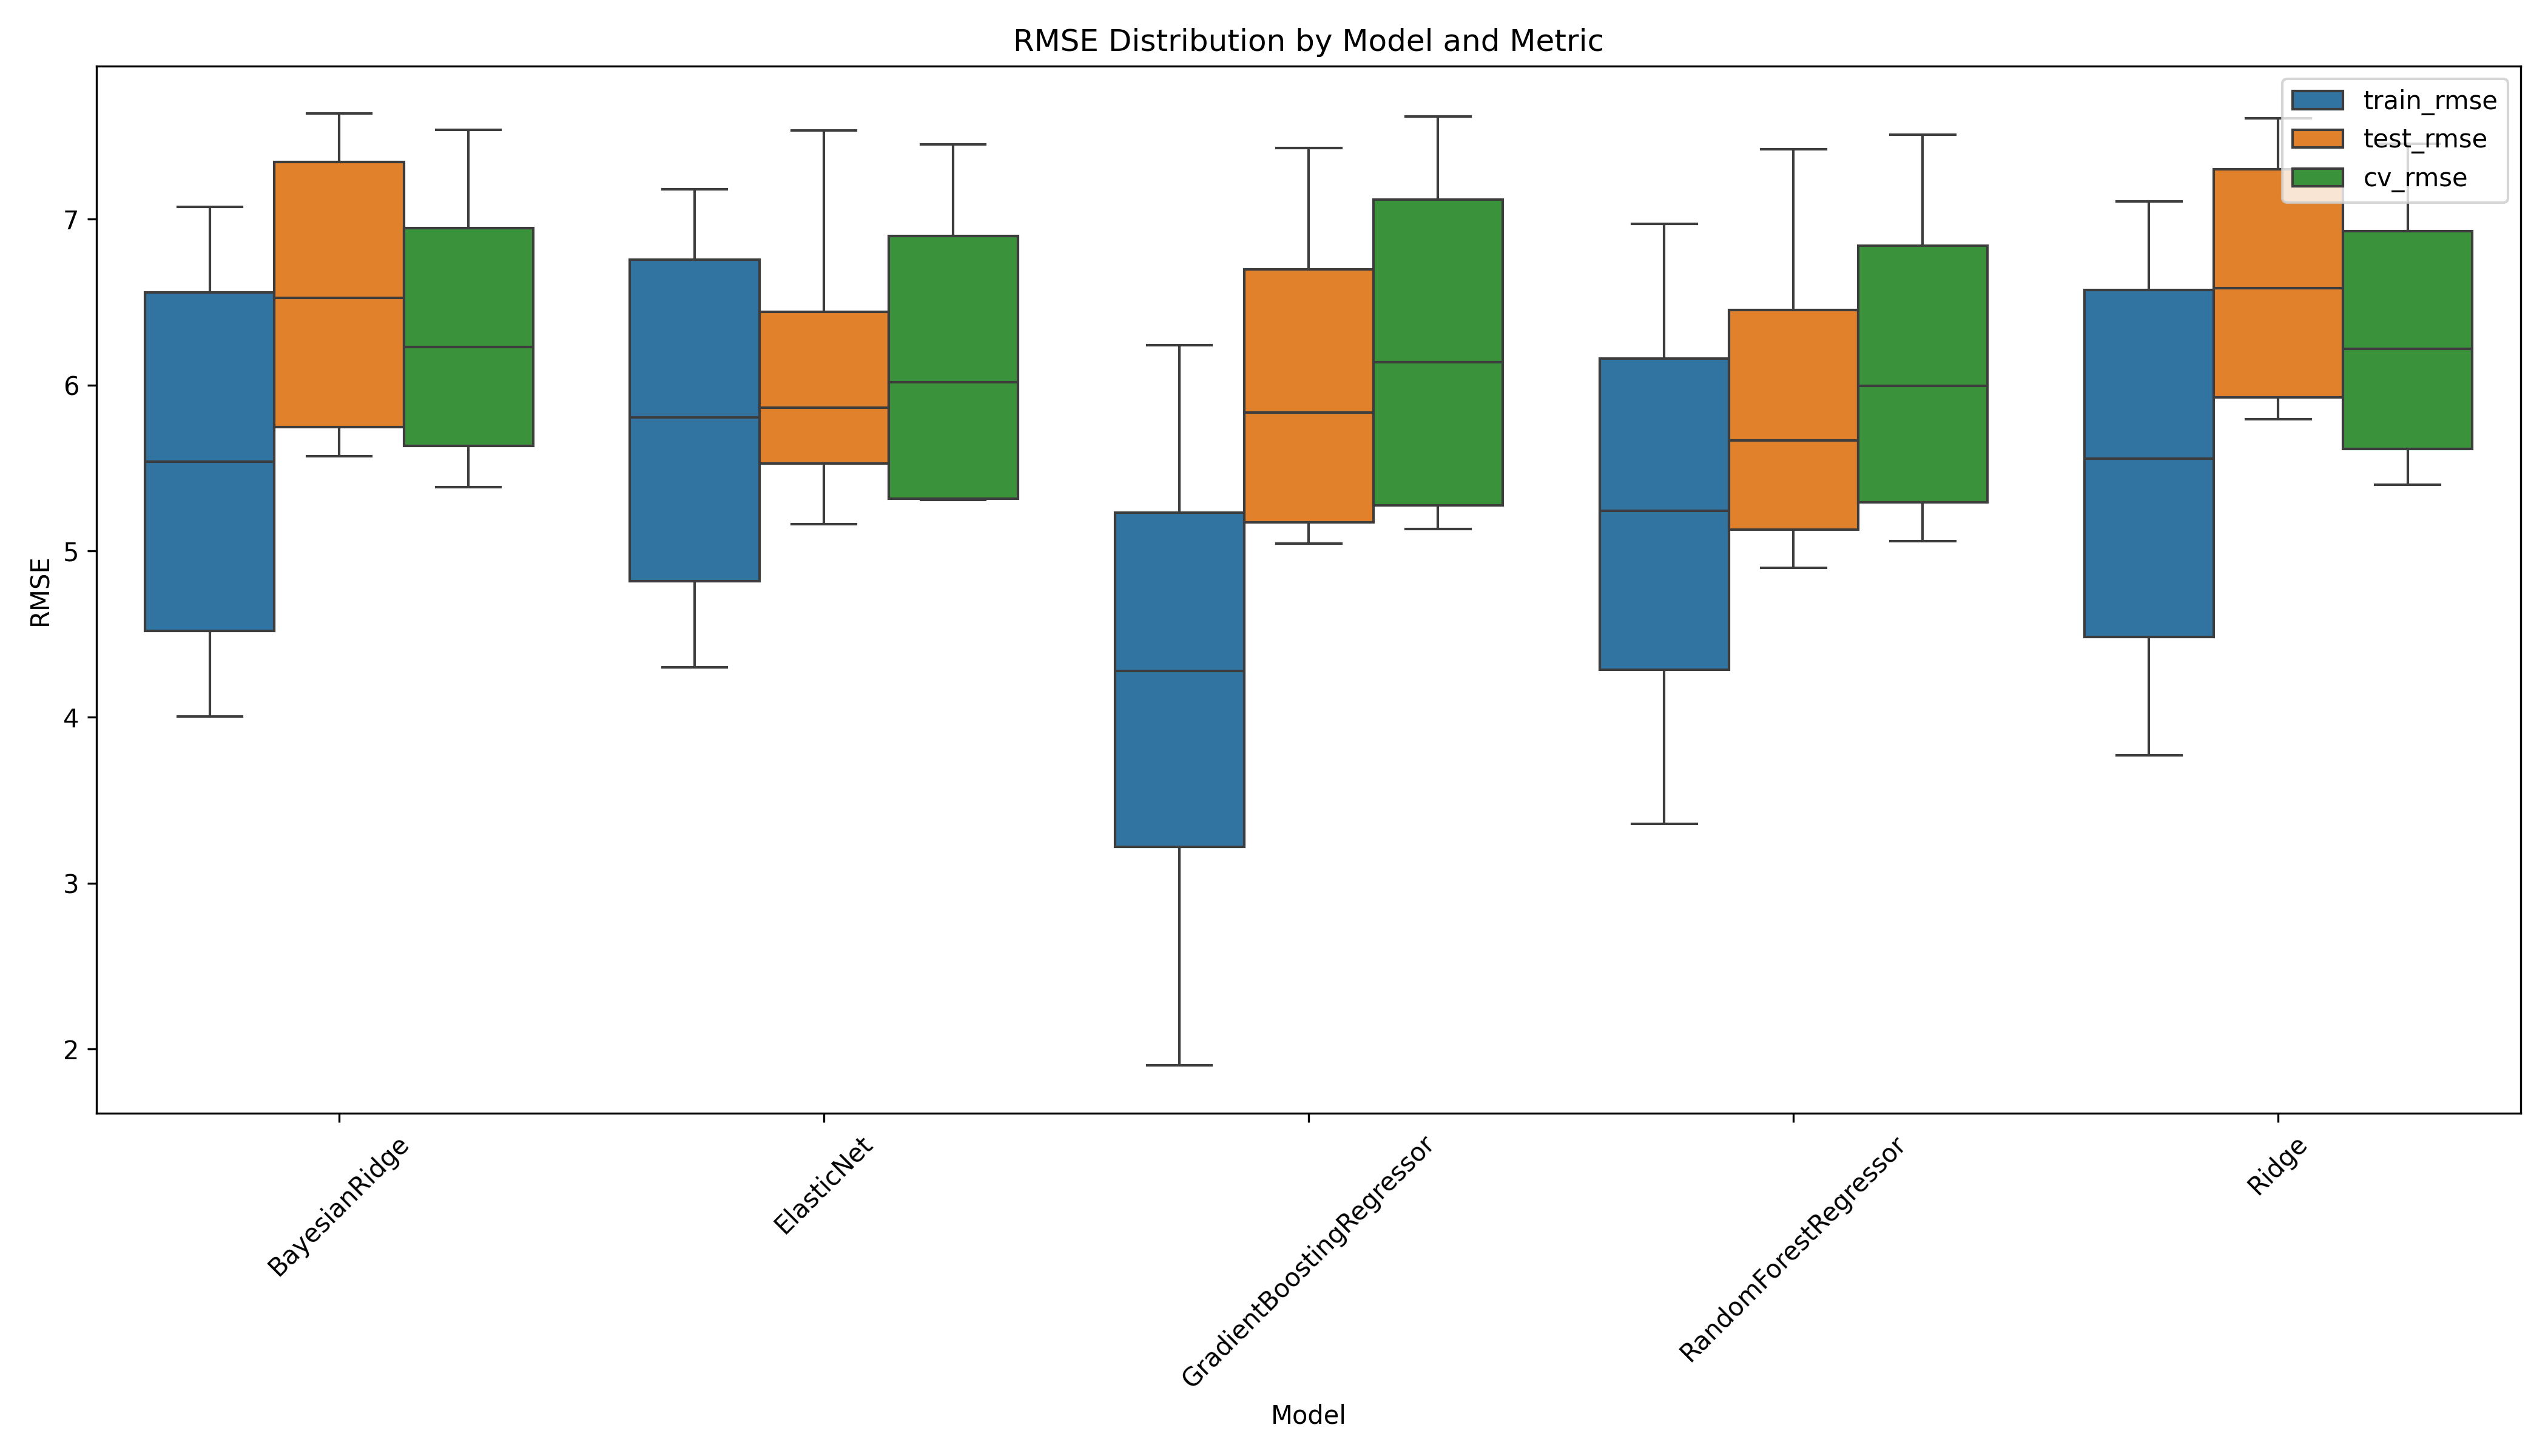 RMSE Distribution by Model and Metric
train_rmse
test_rmse
cv_rmse
RMSE
7
6
5
4
3
2
BayesianRidge
ElasticNet
GradientBoostingRegressor
RandomForestRegressor
Ridge
Model